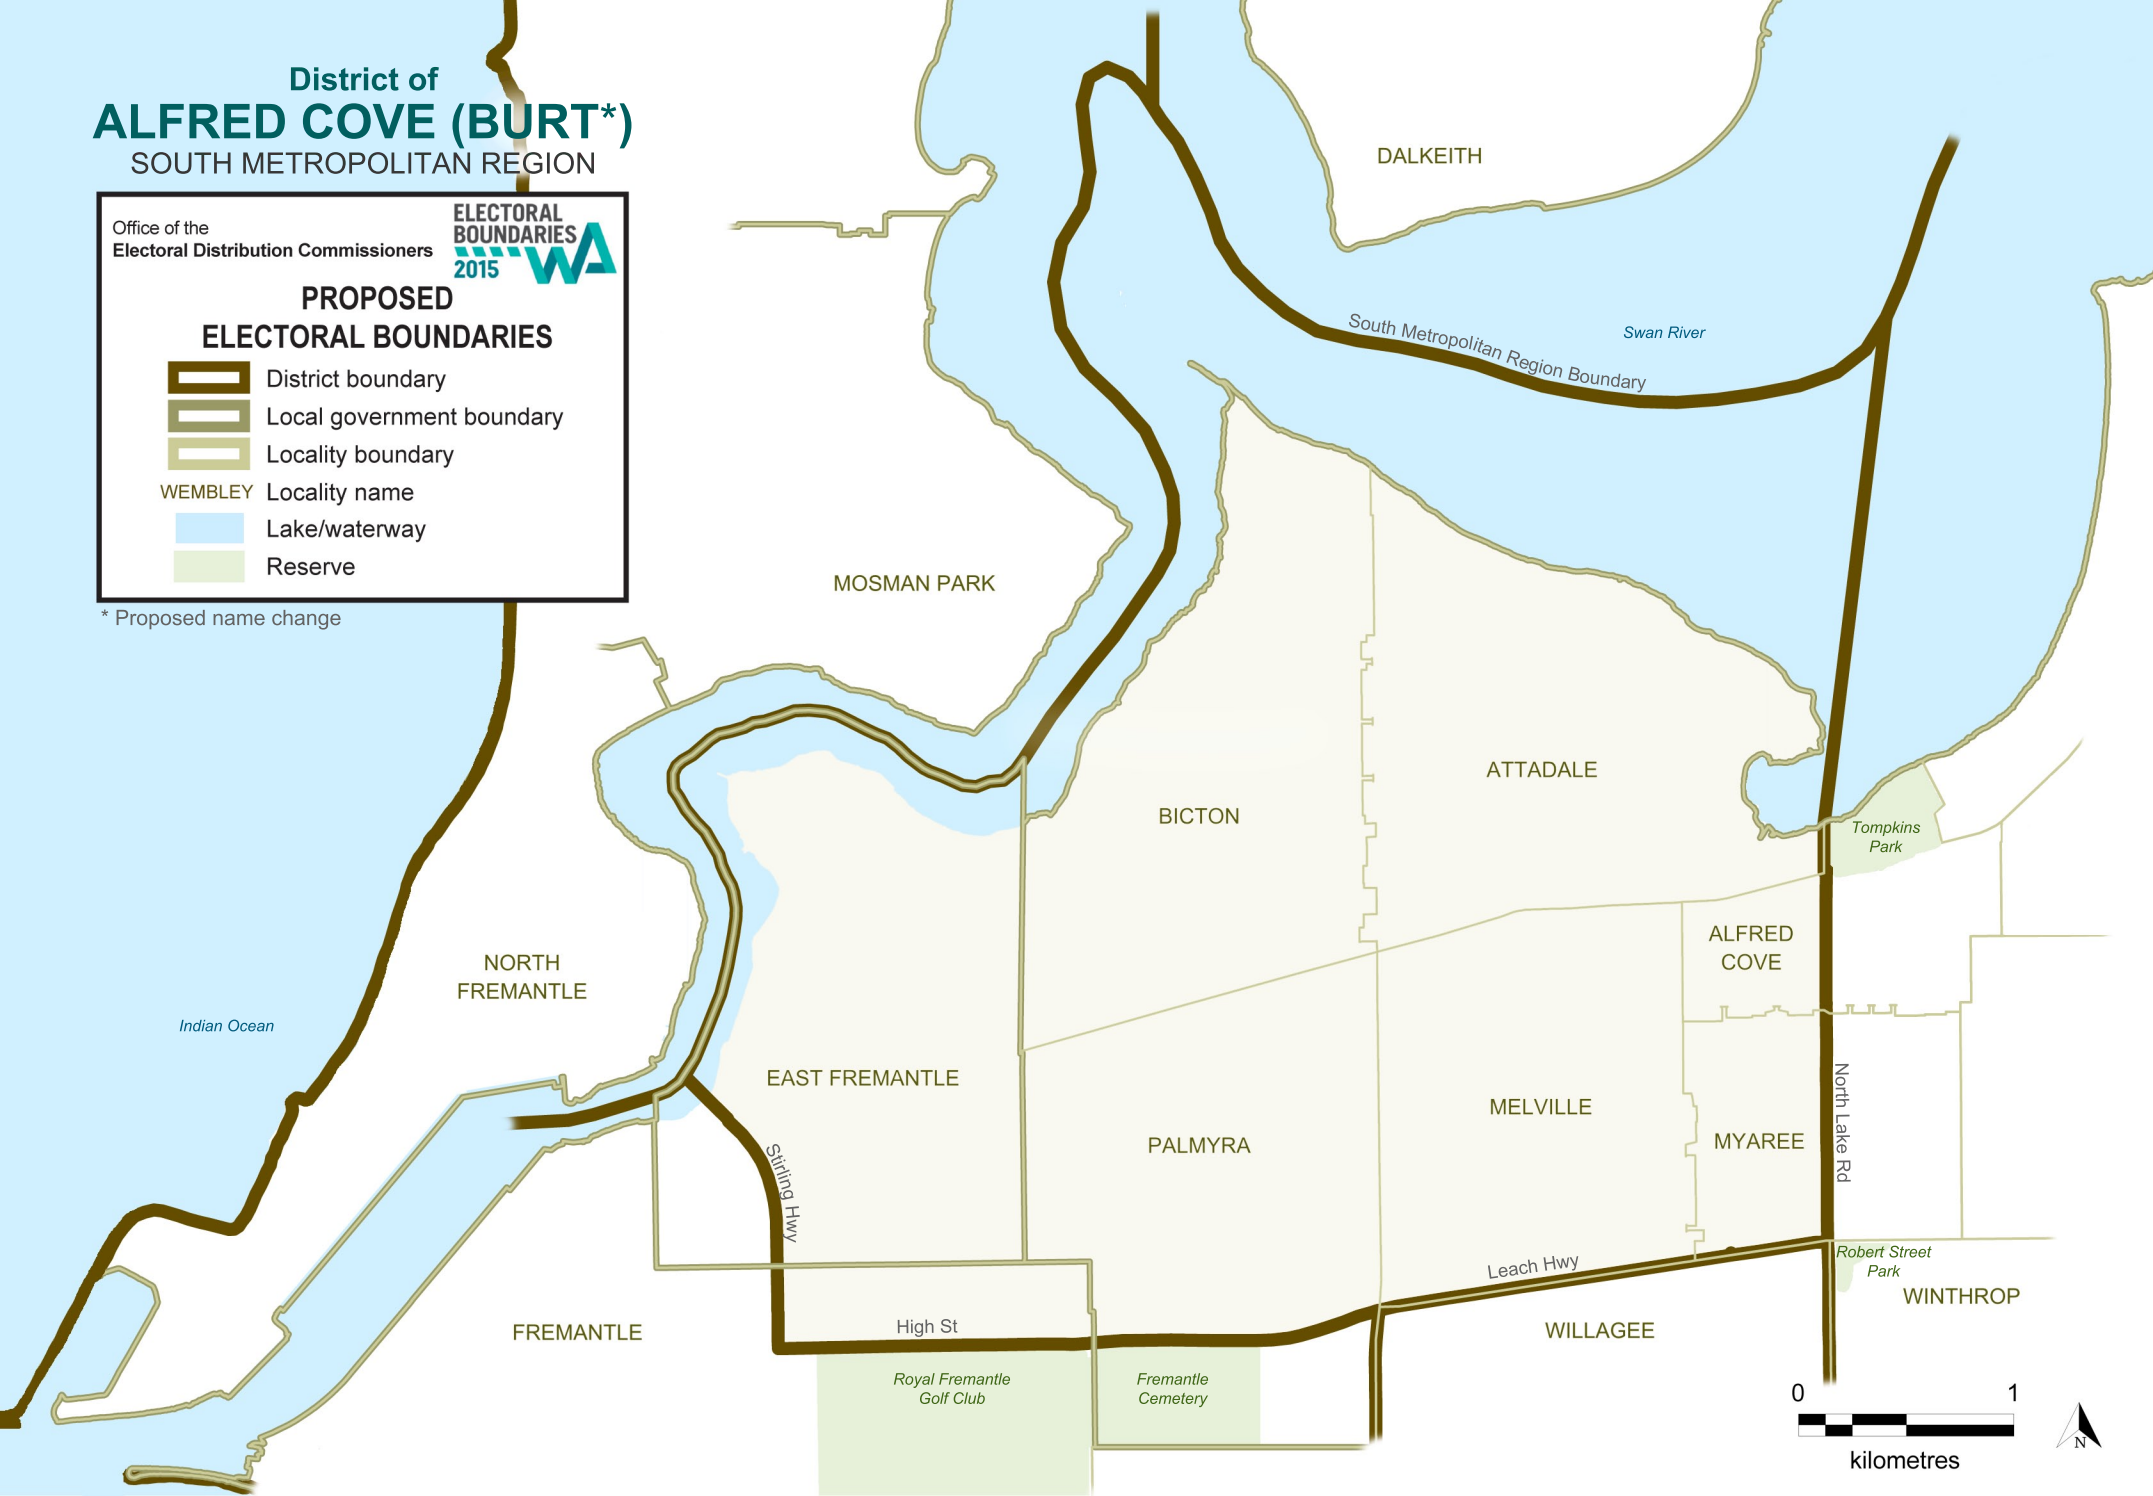 District of
ALFRED COVE (BURT*)
SOUTH METROPOLITAN REGION
Office of the
Electoral Distribution Commissioners
ELECTORAL
BOUNDARIES
2015
WA
PROPOSED
ELECTORAL BOUNDARIES
District boundary
Local government boundary
Locality boundary
WEMBLEY Locality name
Lake/waterway
Reserve
* Proposed name change
DALKEITH
Swan River
South Metropolitan Region Boundary
MOSMAN PARK
ATTADALE
BICTON
Tompkins
Park
ALFRED
COVE
NORTH
FREMANTLE
Indian Ocean
EAST FREMANTLE
MELVILLE
PALMYRA
MYAREE
North Lake Rd
Stirling Hwy
Leach Hwy
Robert Street
Park
WINTHROP
High St
FREMANTLE
WILLAGEE
Royal Fremantle
Golf Club
Fremantle
Cemetery
0 1
kilometres
N